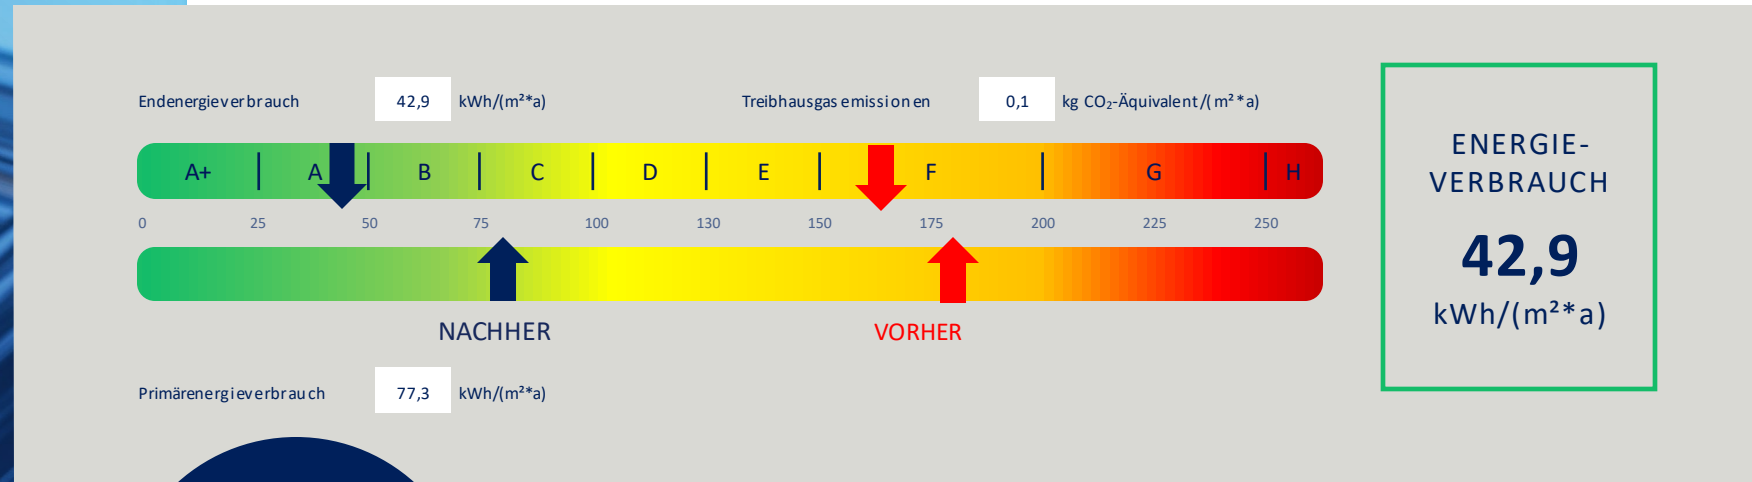 Endenergieverbrauch 42,9 kWh/(m²*a) Treibhausgasemissionen 0,1 kg CO₂-Äquivalent/(m²*a)
A+ A B C D E F G H
0 25 50 75 100 130 150 175 200 225 250
NACHHER VORHER
Primärenergieverbrauch 77,3 kWh/(m²*a)
ENERGIE-
VERBRAUCH
42,9
kWh/(m²*a)